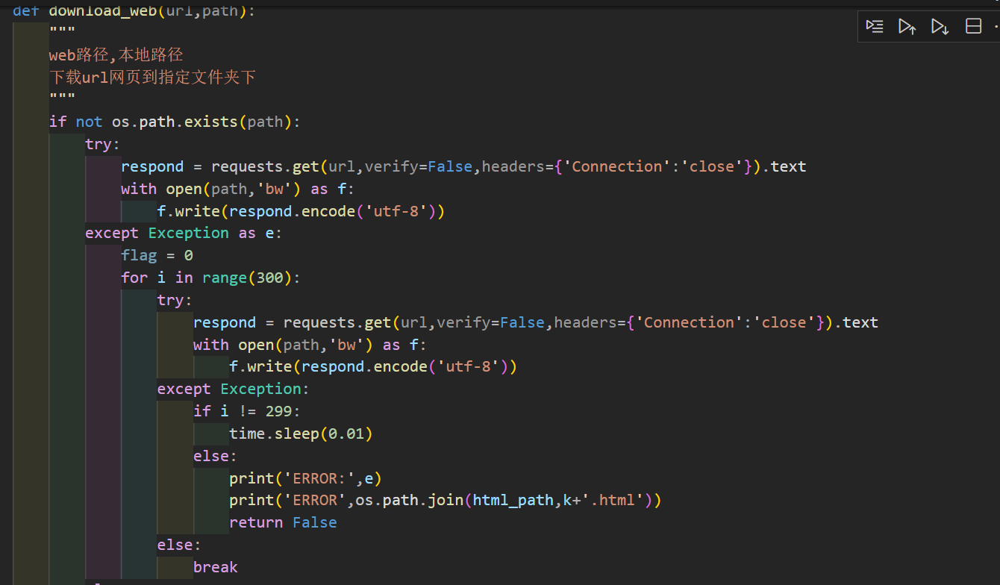 def download_web(url,path):
    """
    web路径,本地路径
    下载url网页到指定文件夹下
    """
    if not os.path.exists(path):
        try:
            respond = requests.get(url,verify=False,headers={'Connection':'close'}).text
            with open(path,'bw') as f:
                f.write(respond.encode('utf-8'))
        except Exception as e:
            flag = 0
            for i in range(300):
                try:
                    respond = requests.get(url,verify=False,headers={'Connection':'close'}).text
                    with open(path,'bw') as f:
                        f.write(respond.encode('utf-8'))
                except Exception:
                    if i != 299:
                        time.sleep(0.01)
                    else:
                        print('ERROR:',e)
                        print('ERROR',os.path.join(html_path,k+'.html'))
                        return False
                else:
                    break